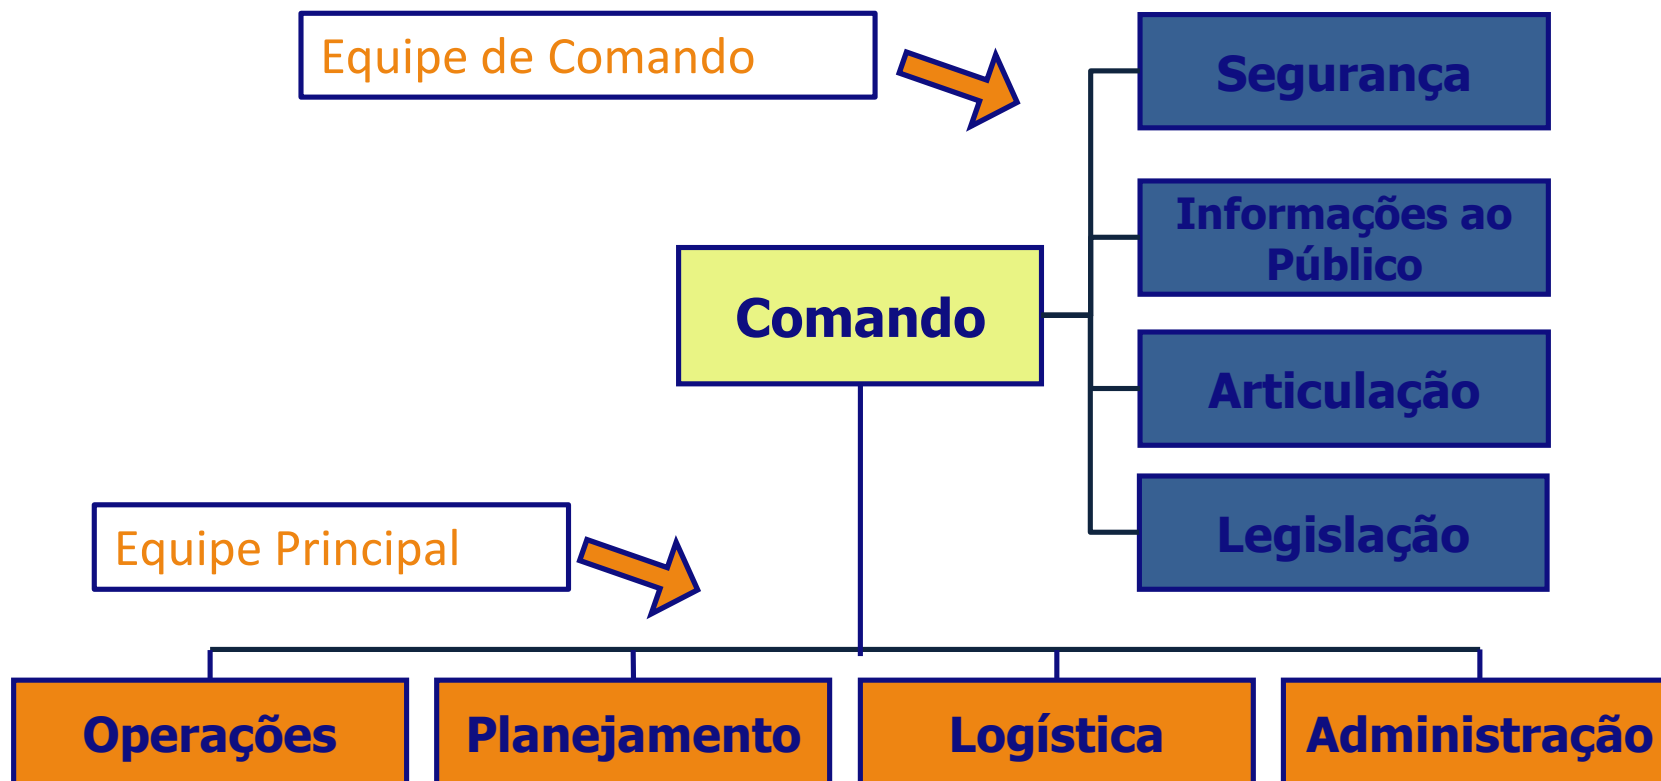 Equipe de Comando
Segurança
Informações ao
Público
Comando
Articulação
Legislação
Equipe Principal
Operações
Planejamento
Logística
Administração